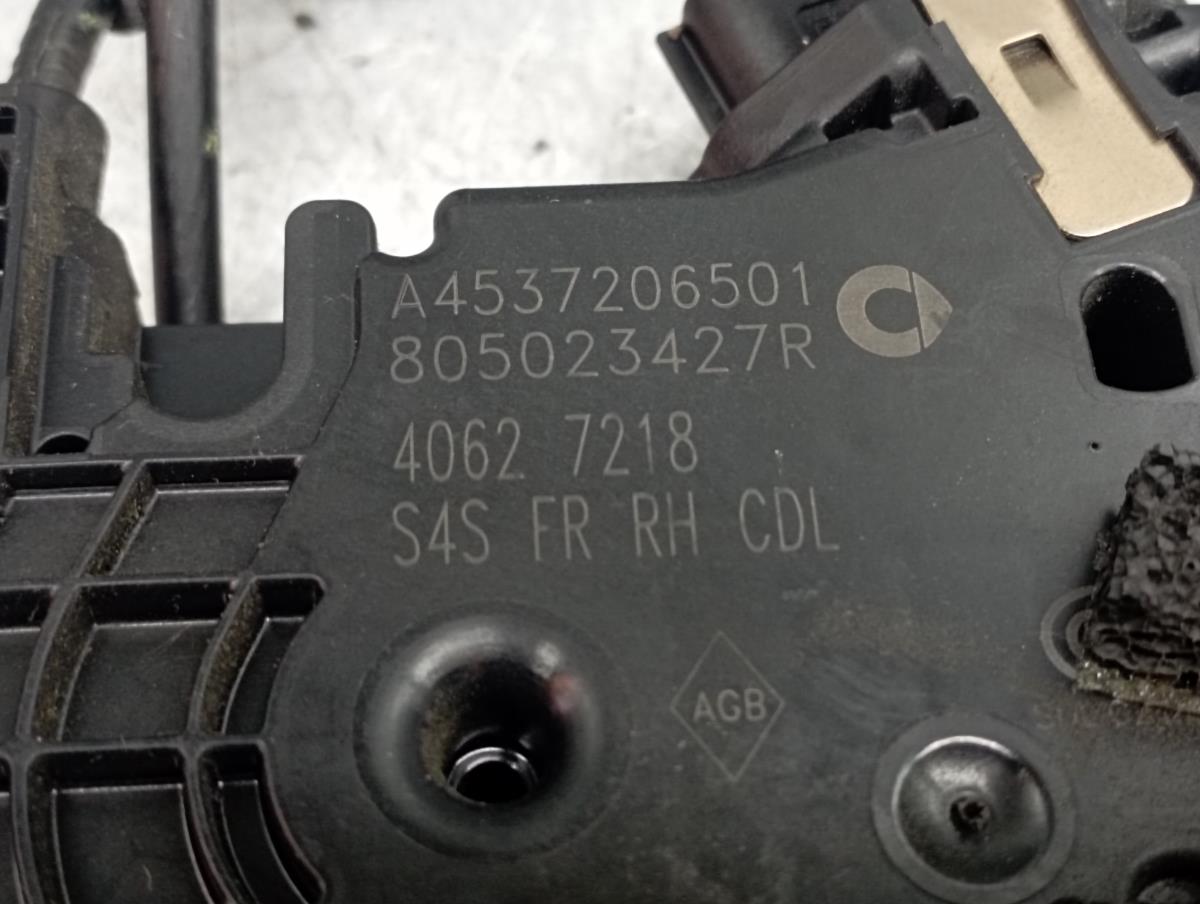 A4537206501
805023427R
4062 7218
S4S FR RH CDL
AGB